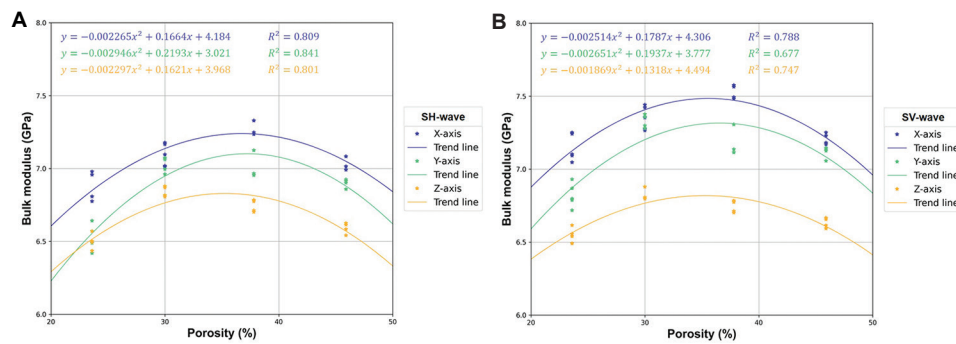 A
8.0
7.5
7.0
6.5
6.0
20
30
40
50
Bulk modulus (GPa)
Porosity (%)
y = −0.002265x² + 0.1664x + 4.184 R² = 0.809
y = −0.002946x² + 0.2193x + 3.021 R² = 0.841
y = −0.002297x² + 0.1621x + 3.968 R² = 0.801
SH-wave
X-axis
Trend line
Y-axis
Trend line
Z-axis
Trend line
B
8.0
7.5
7.0
6.5
6.0
20
30
40
50
Bulk modulus (GPa)
Porosity (%)
y = −0.002514x² + 0.1787x + 4.306 R² = 0.788
y = −0.002651x² + 0.1937x + 3.777 R² = 0.677
y = −0.001869x² + 0.1318x + 4.494 R² = 0.747
SV-wave
X-axis
Trend line
Y-axis
Trend line
Z-axis
Trend line